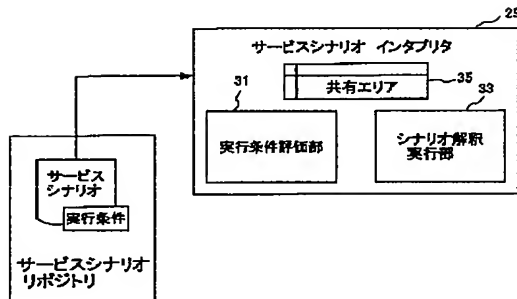 29
サービスシナリオ インタプリタ
共有エリア
35
31
33
実行条件評価部
シナリオ解釈
実行部
サービス
シナリオ
実行条件
サービスシナリオ
リポジトリ